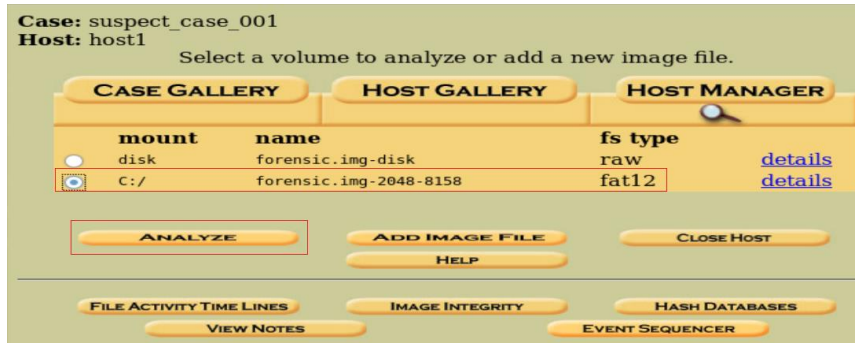 Case: suspect_case_001
Host: host1
Select a volume to analyze or add a new image file.
CASE GALLERY HOST GALLERY HOST MANAGER
mount name fs type
disk forensic.img-disk raw details
C:/ forensic.img-2048-8158 fat12 details
ANALYZE ADD IMAGE FILE CLOSE HOST
HELP
FILE ACTIVITY TIME LINES IMAGE INTEGRITY HASH DATABASES
VIEW NOTES EVENT SEQUENCER